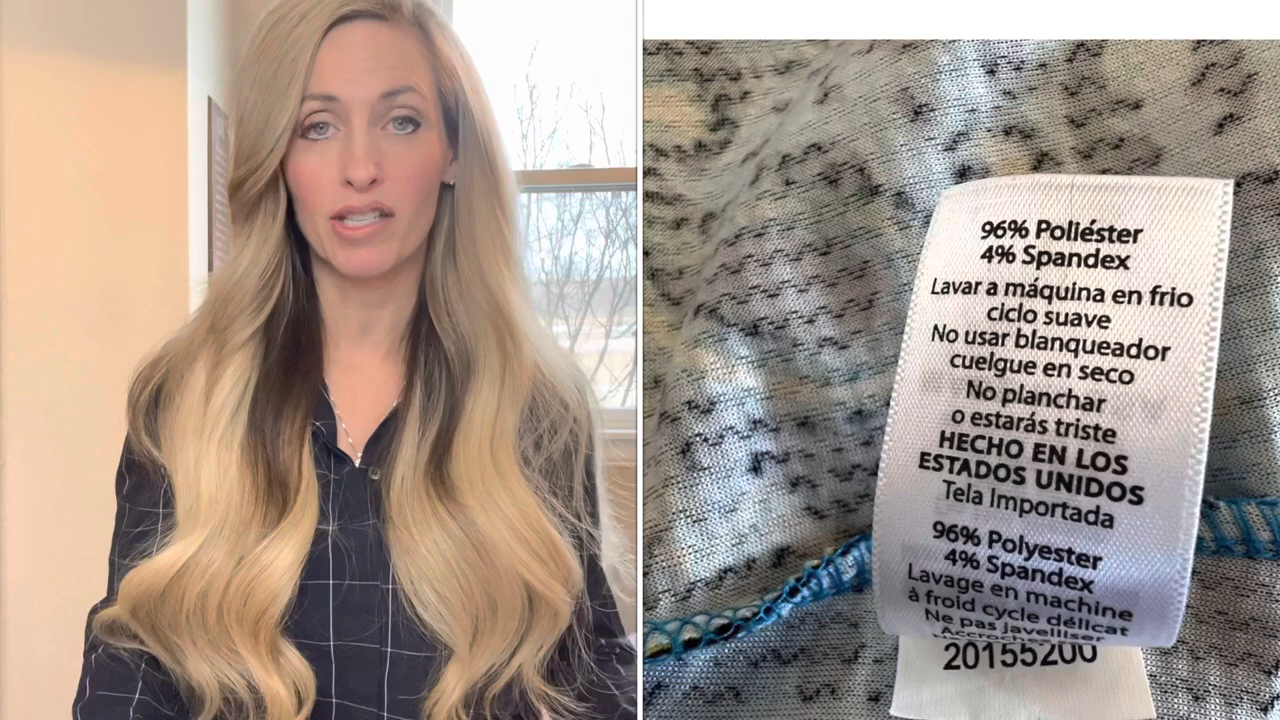 96% Poliéster
4% Spandex
Lavar a máquina en frio
ciclo suave
No usar blanqueador
cuelgue en seco
No planchar
o estarás triste
HECHO EN LOS
ESTADOS UNIDOS
Tela Importada
96% Polyester
4% Spandex
Lavage en machine
à froid cycle délicat
Ne pas javelliser
20155200